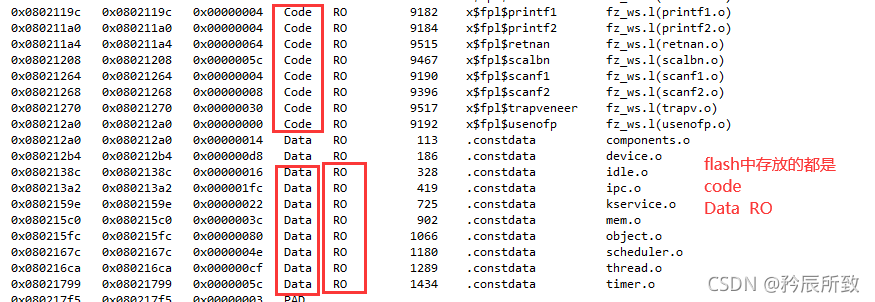 0x0802119c 0x0802119c 0x00000004 Code RO 9182 x$fpl$printf1 fz_ws.l(printf1.o)
0x080211a0 0x080211a0 0x00000004 Code RO 9184 x$fpl$printf2 fz_ws.l(printf2.o)
0x080211a4 0x080211a4 0x00000064 Code RO 9515 x$fpl$retnan fz_ws.l(retnan.o)
0x08021208 0x08021208 0x0000005c Code RO 9467 x$fpl$scalbn fz_ws.l(scalbn.o)
0x08021264 0x08021264 0x00000004 Code RO 9190 x$fpl$scanf1 fz_ws.l(scanf1.o)
0x08021268 0x08021268 0x00000008 Code RO 9396 x$fpl$scanf2 fz_ws.l(scanf2.o)
0x08021270 0x08021270 0x00000030 Code RO 9517 x$fpl$trapveneer fz_ws.l(trapv.o)
0x080212a0 0x080212a0 0x00000000 Code RO 9192 x$fpl$usenofp fz_ws.l(usenofp.o)
0x080212a0 0x080212a0 0x00000014 Data RO 113 .constdata components.o
0x080212b4 0x080212b4 0x000000d8 Data RO 186 .constdata device.o
0x0802138c 0x0802138c 0x00000016 Data RO 328 .constdata idle.o
0x080213a2 0x080213a2 0x000001fc Data RO 419 .constdata ipc.o
0x0802159e 0x0802159e 0x00000022 Data RO 725 .constdata kservice.o
0x080215c0 0x080215c0 0x0000003c Data RO 902 .constdata mem.o
0x080215fc 0x080215fc 0x00000080 Data RO 1066 .constdata object.o
0x0802167c 0x0802167c 0x0000004e Data RO 1180 .constdata scheduler.o
0x080216ca 0x080216ca 0x000000cf Data RO 1289 .constdata thread.o
0x08021799 0x08021799 0x0000005c Data RO 1434 .constdata timer.o
0x080217f5 0x080217f5 0x00000003 PAD
flash中存放的都是
code
Data RO
CSDN @矜辰所致